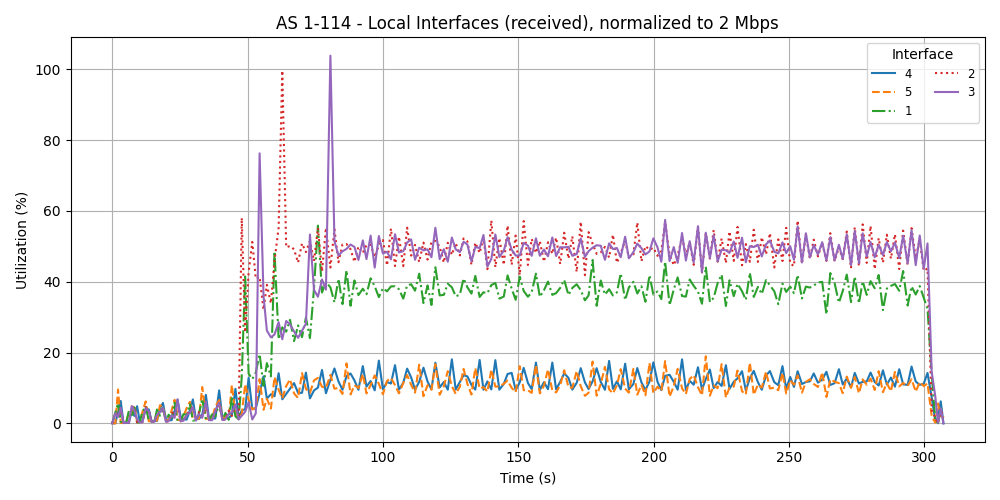 AS 1-114 - Local Interfaces (received), normalized to 2 Mbps
Interface
4 2
5 3
1
100
80
60
40
20
0
Utilization (%)
0 50 100 150 200 250 300
Time (s)